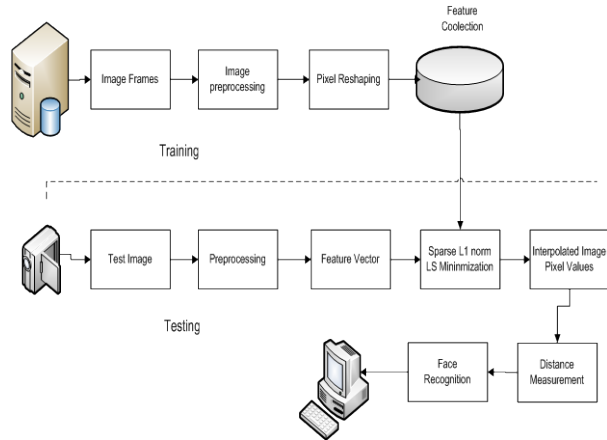 Feature
Coolection
Image Frames
Image
preprocessing
Pixel Reshaping
Training
Test Image
Preprocessing
Feature Vector
Sparse L1 norm
LS Mininmization
Interpolated Image
Pixel Values
Testing
Face
Recognition
Distance
Measurement